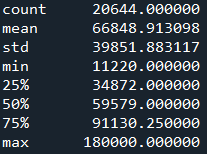 count 20644.000000
mean 66848.913098
std 39851.883117
min 11220.000000
25% 34872.000000
50% 59579.000000
75% 91130.250000
max 180000.000000